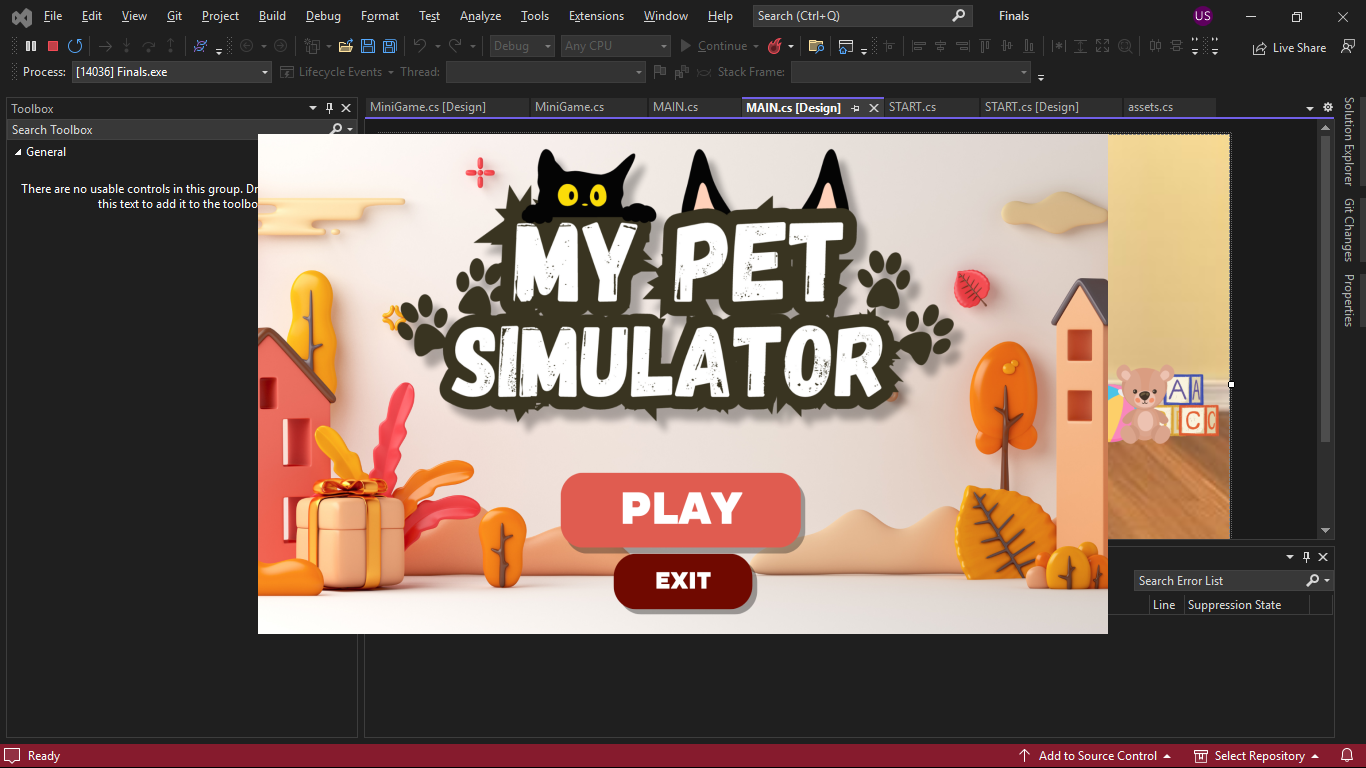 File Edit View Git Project Build Debug Format Test Analyze Tools Extensions Window Help Search (Ctrl+Q) Finals US
Debug Any CPU Continue Live Share
Process: [14036] Finals.exe Lifecycle Events Thread: Stack Frame:
Toolbox
MiniGame.cs [Design] MiniGame.cs MAIN.cs MAIN.cs [Design] START.cs START.cs [Design] assets.cs
Search Toolbox
General
There are no usable controls in this group. Dr
this text to add it to the toolbo
Solution Explorer
Git Changes
Properties
MY PET
SIMULATOR
A A
C C
PLAY
EXIT
Search Error List
Line Suppression State
Ready Add to Source Control Select Repository